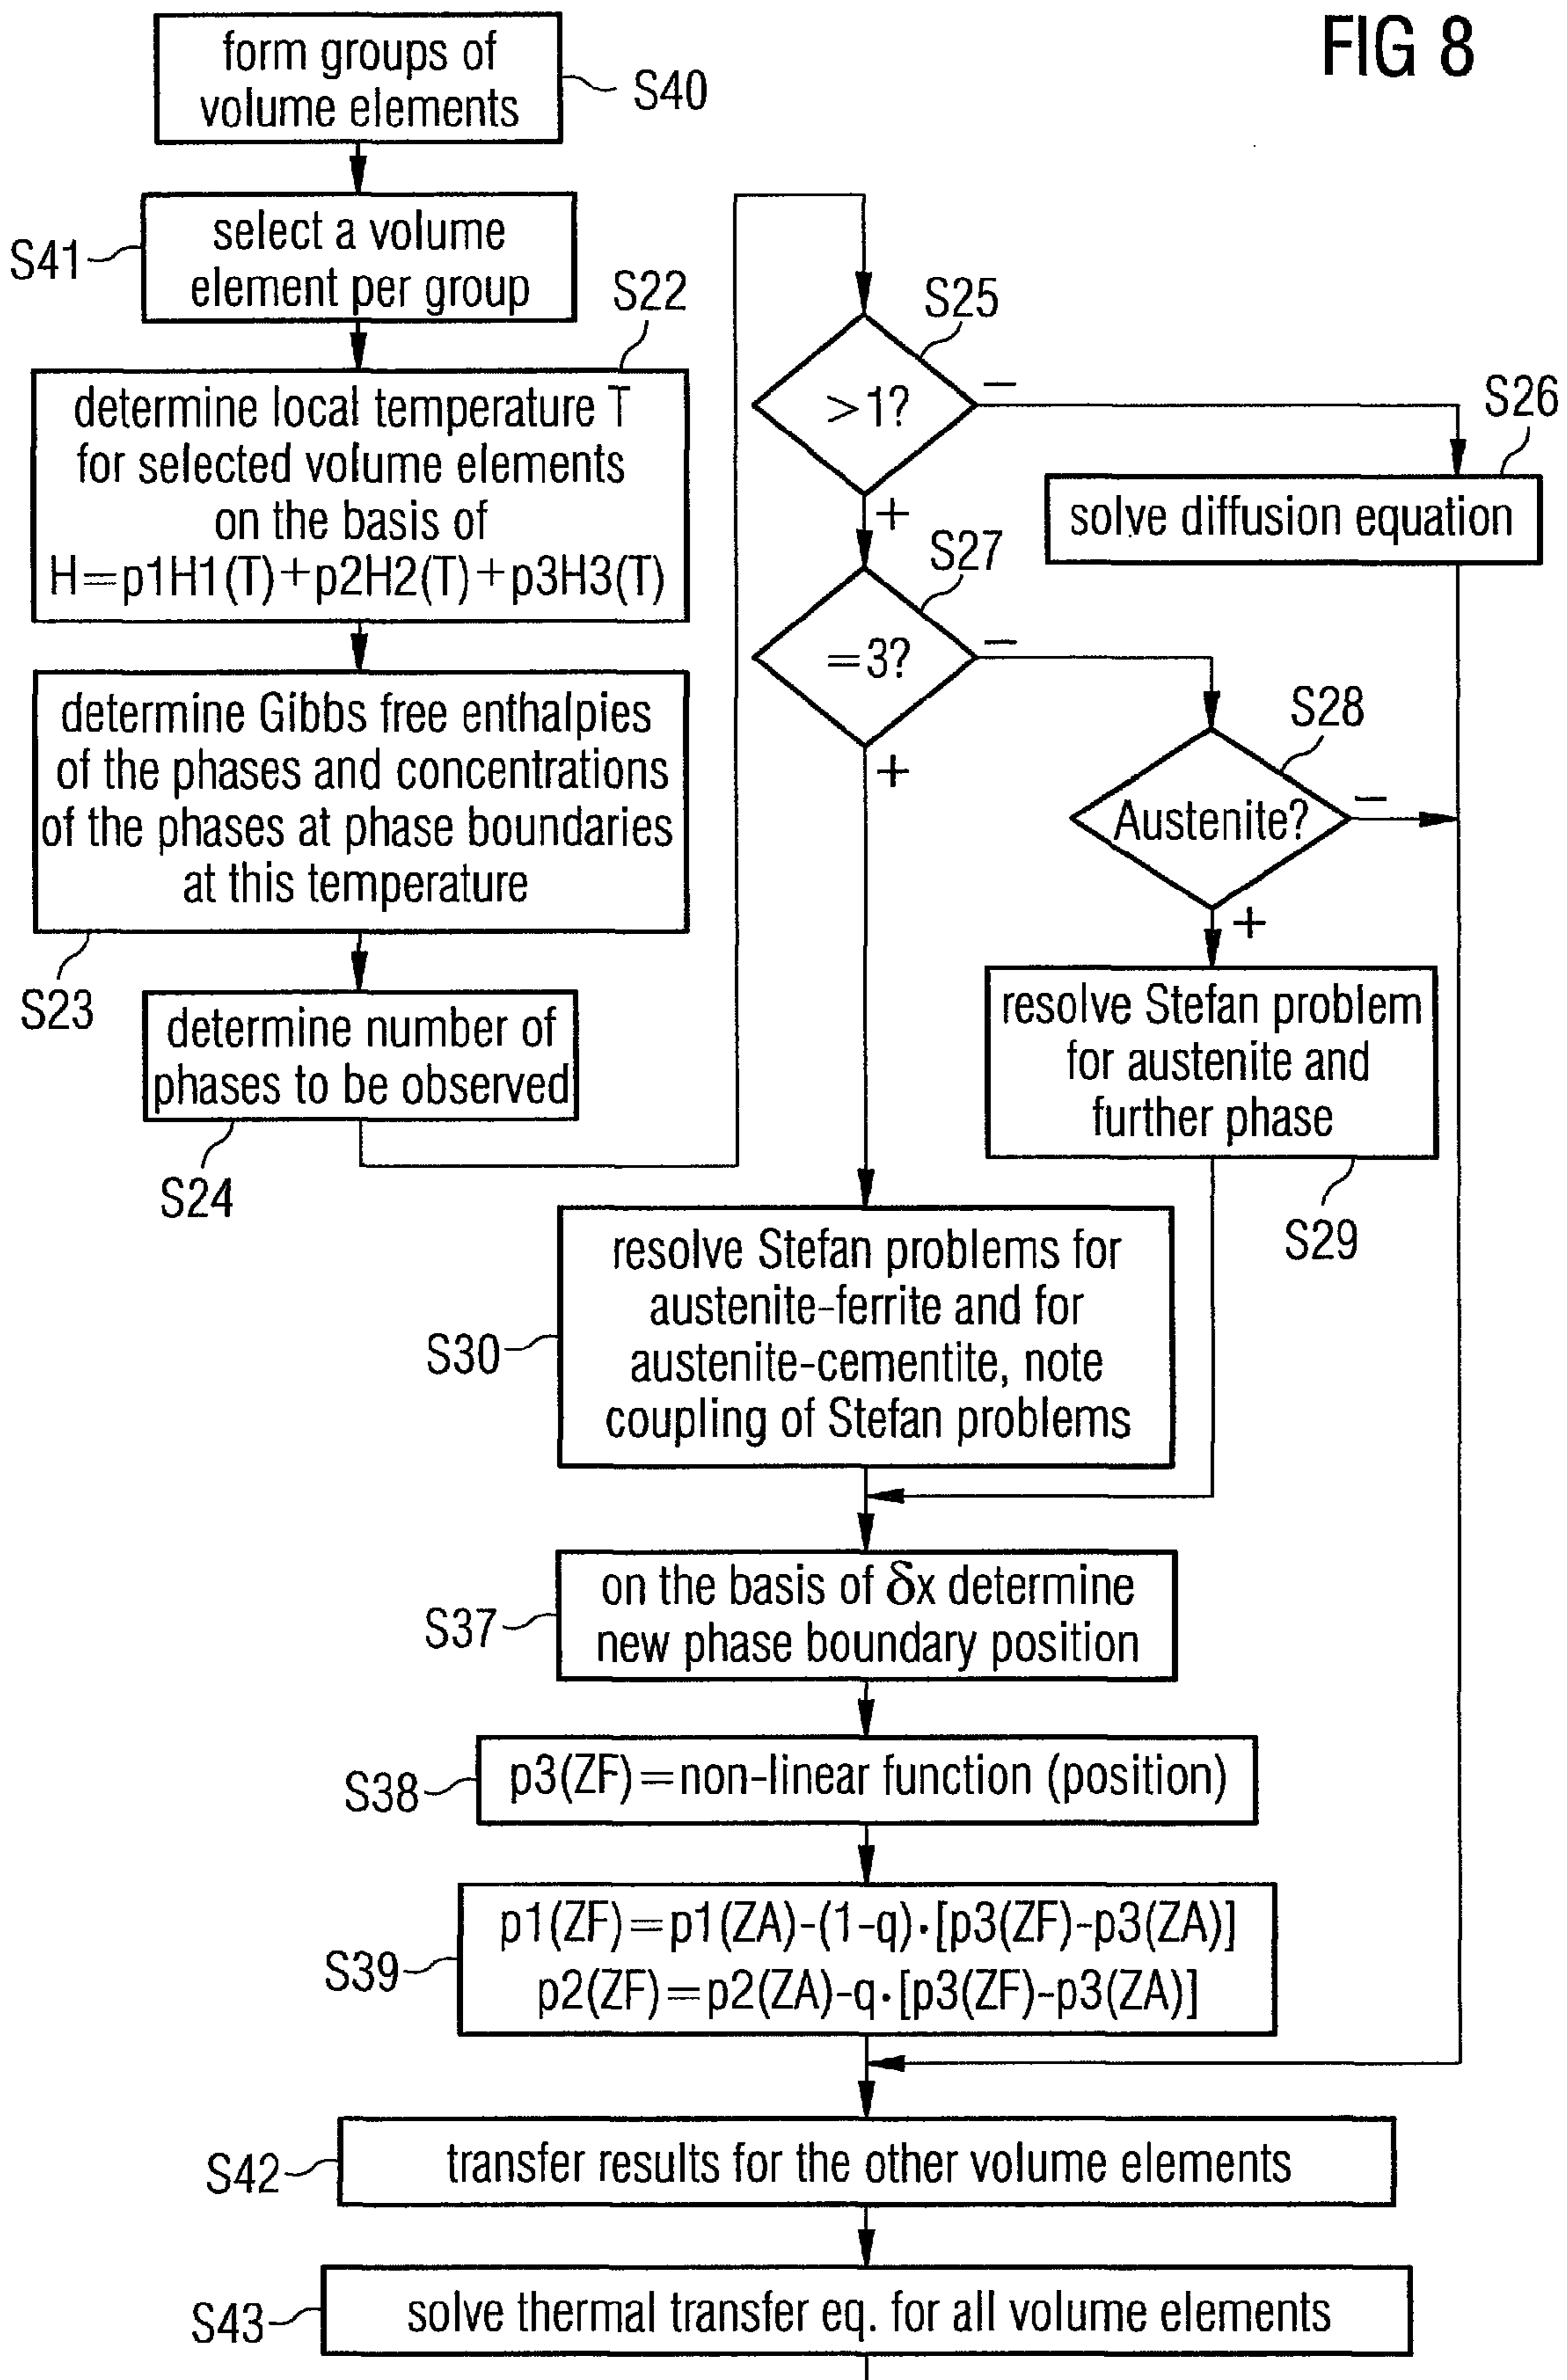 FIG 8
form groups of
volume elements
S40
select a volume
element per group
S41
S22
determine local temperature T
for selected volume elements
on the basis of
H=p1H1(T)+p2H2(T)+p3H3(T)
determine Gibbs free enthalpies
of the phases and concentrations
of the phases at phase boundaries
at this temperature
S23
determine number of
phases to be observed
S24
S25
>1?
−
+
S26
solve diffusion equation
S27
=3?
−
+
S28
Austenite?
−
+
resolve Stefan problem
for austenite and
further phase
S29
resolve Stefan problems for
austenite-ferrite and for
austenite-cementite, note
coupling of Stefan problems
S30
on the basis of δx determine
new phase boundary position
S37
p3(ZF)=non-linear function (position)
S38
p1(ZF)=p1(ZA)-(1-q)·[p3(ZF)-p3(ZA)]
p2(ZF)=p2(ZA)-q·[p3(ZF)-p3(ZA)]
S39
transfer results for the other volume elements
S42
solve thermal transfer eq. for all volume elements
S43